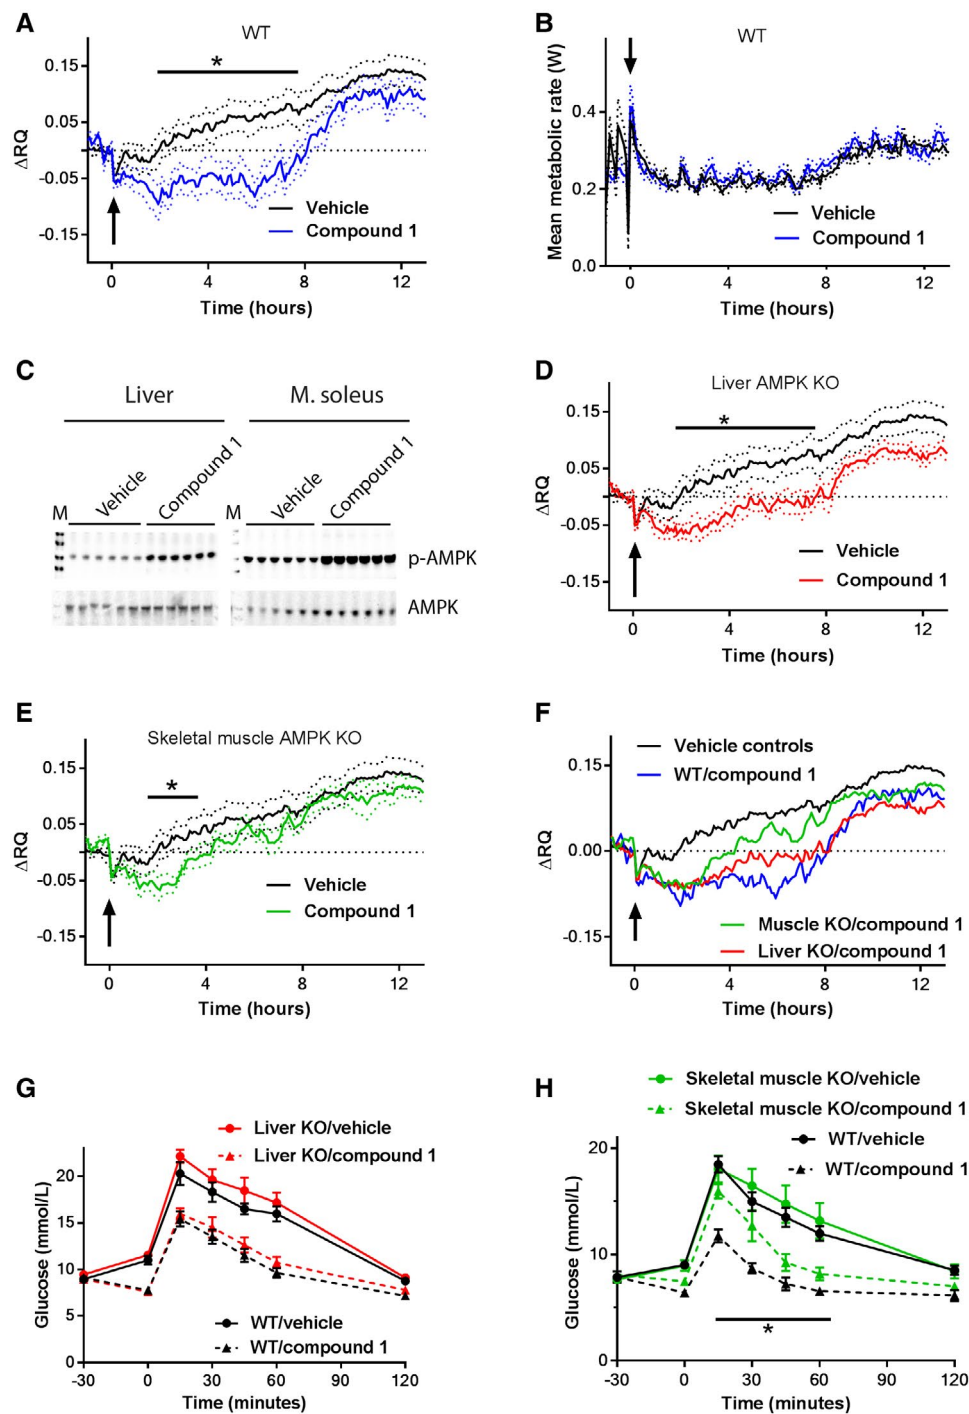 A
WT
*
0.15
0.05
-0.05
-0.15
ΔRQ
Vehicle
Compound 1
0 4 8 12
Time (hours)
B
WT
Mean metabolic rate (W)
0.4
0.2
0.0
Vehicle
Compound 1
0 4 8 12
Time (hours)
C
Liver M. soleus
M Vehicle Compound 1 M Vehicle Compound 1
p-AMPK
AMPK
D
Liver AMPK KO
*
0.15
0.05
-0.05
-0.15
ΔRQ
Vehicle
Compound 1
0 4 8 12
Time (hours)
E
Skeletal muscle AMPK KO
*
0.15
0.05
-0.05
-0.15
ΔRQ
Vehicle
Compound 1
0 4 8 12
Time (hours)
F
Vehicle controls
WT/compound 1
0.15
0.00
-0.15
ΔRQ
Muscle KO/compound 1
Liver KO/compound 1
0 4 8 12
Time (hours)
G
Liver KO/vehicle
Liver KO/compound 1
20
15
10
5
0
Glucose (mmol/L)
WT/vehicle
WT/compound 1
-30 0 30 60 90 120
Time (minutes)
H
Skeletal muscle KO/vehicle
Skeletal muscle KO/compound 1
WT/vehicle
WT/compound 1
20
10
0
Glucose (mmol/L)
*
-30 0 30 60 90 120
Time (minutes)